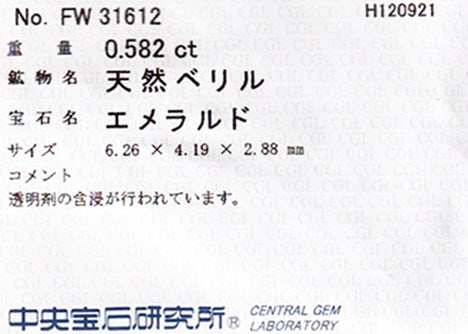 No. FW 31612 H120921
重量 0.582 ct
鉱物名 天然ベリル
宝石名 エメラルド
サイズ 6.26 × 4.19 × 2.88 mm
コメント
透明剤の含浸が行われています。
中央宝石研究所® CENTRAL GEM
LABORATORY